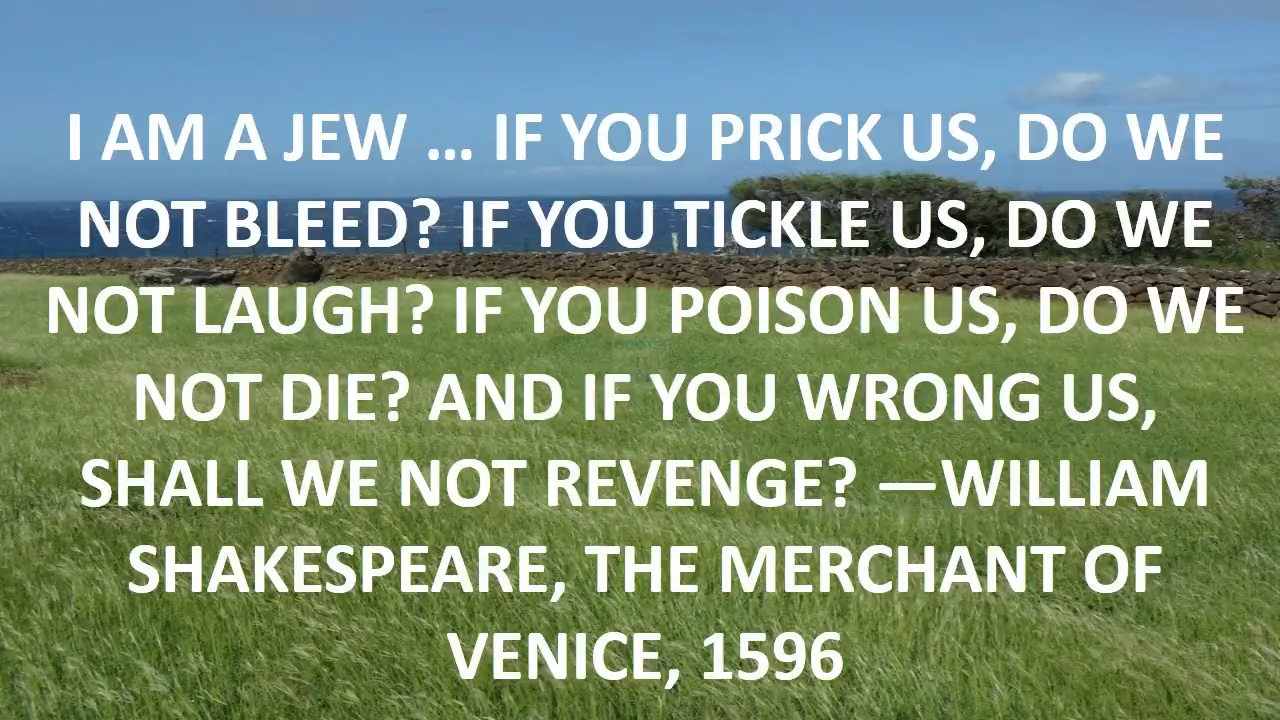 I AM A JEW ... IF YOU PRICK US, DO WE
NOT BLEED? IF YOU TICKLE US, DO WE
NOT LAUGH? IF YOU POISON US, DO WE
NOT DIE? AND IF YOU WRONG US,
SHALL WE NOT REVENGE? —WILLIAM
SHAKESPEARE, THE MERCHANT OF
VENICE, 1596